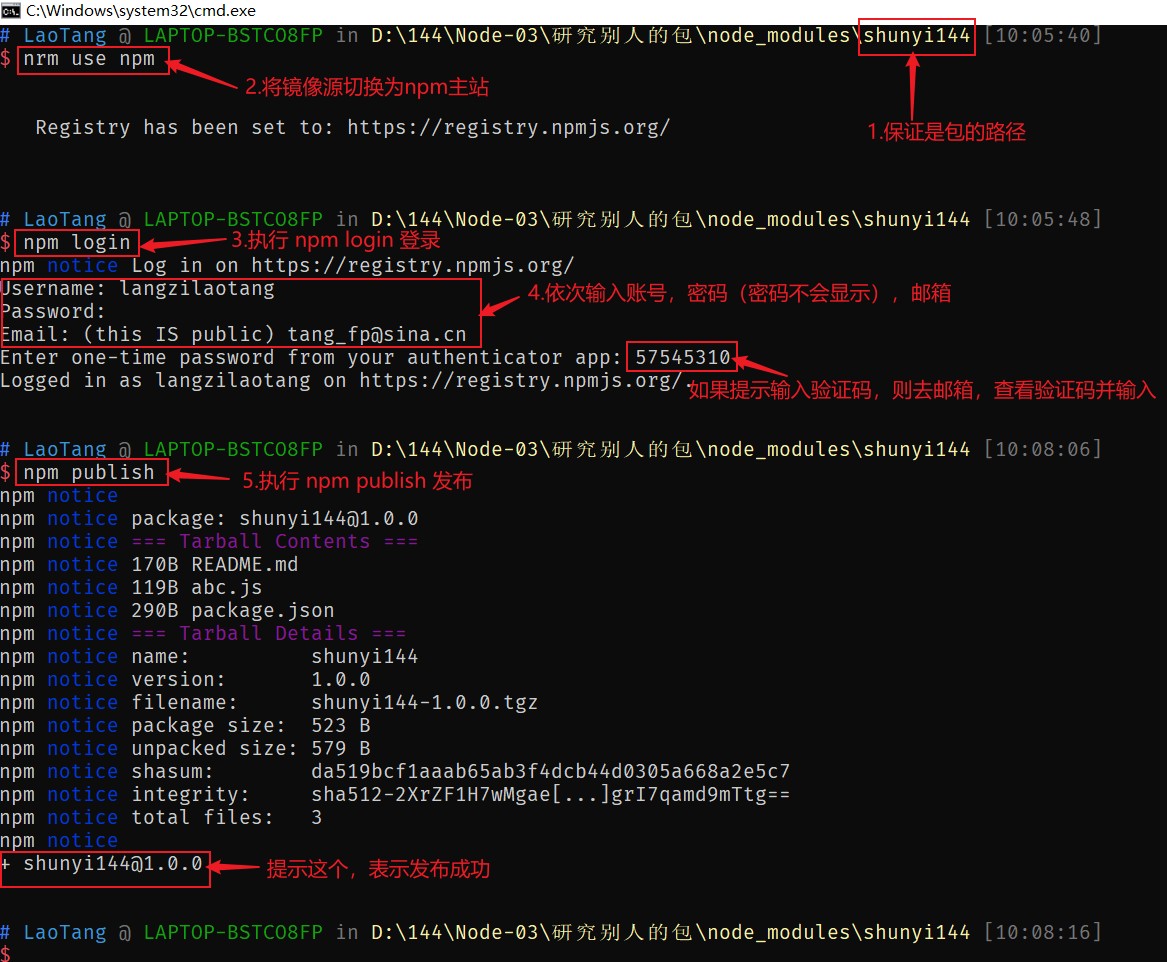 C:\Windows\system32\cmd.exe
# LaoTang @ LAPTOP-BSTCO8FP in D:\144\Node-03\研究别人的包\node_modules\shunyi144 [10:05:40]
$ nrm use npm
2.将镜像源切换为npm主站
Registry has been set to: https://registry.npmjs.org/
1.保证是包的路径
# LaoTang @ LAPTOP-BSTCO8FP in D:\144\Node-03\研究别人的包\node_modules\shunyi144 [10:05:48]
$ npm login
3.执行 npm login 登录
npm notice Log in on https://registry.npmjs.org/
Username: langzilaotang
4.依次输入账号，密码（密码不会显示），邮箱
Password:
Email: (this IS public) tang_fp@sina.cn
Enter one-time password from your authenticator app: 57545310
Logged in as langzilaotang on https://registry.npmjs.org/.
如果提示输入验证码，则去邮箱，查看验证码并输入
# LaoTang @ LAPTOP-BSTCO8FP in D:\144\Node-03\研究别人的包\node_modules\shunyi144 [10:08:06]
$ npm publish
5.执行 npm publish 发布
npm notice
npm notice package: shunyi144@1.0.0
npm notice === Tarball Contents ===
npm notice 170B README.md
npm notice 119B abc.js
npm notice 290B package.json
npm notice === Tarball Details ===
npm notice name: shunyi144
npm notice version: 1.0.0
npm notice filename: shunyi144-1.0.0.tgz
npm notice package size: 523 B
npm notice unpacked size: 579 B
npm notice shasum: da519bcf1aaab65ab3f4dcb44d0305a668a2e5c7
npm notice integrity: sha512-2XrZF1H7wMgae[...]grI7qamd9mTtg==
npm notice total files: 3
npm notice
+ shunyi144@1.0.0
提示这个，表示发布成功
# LaoTang @ LAPTOP-BSTCO8FP in D:\144\Node-03\研究别人的包\node_modules\shunyi144 [10:08:16]
$